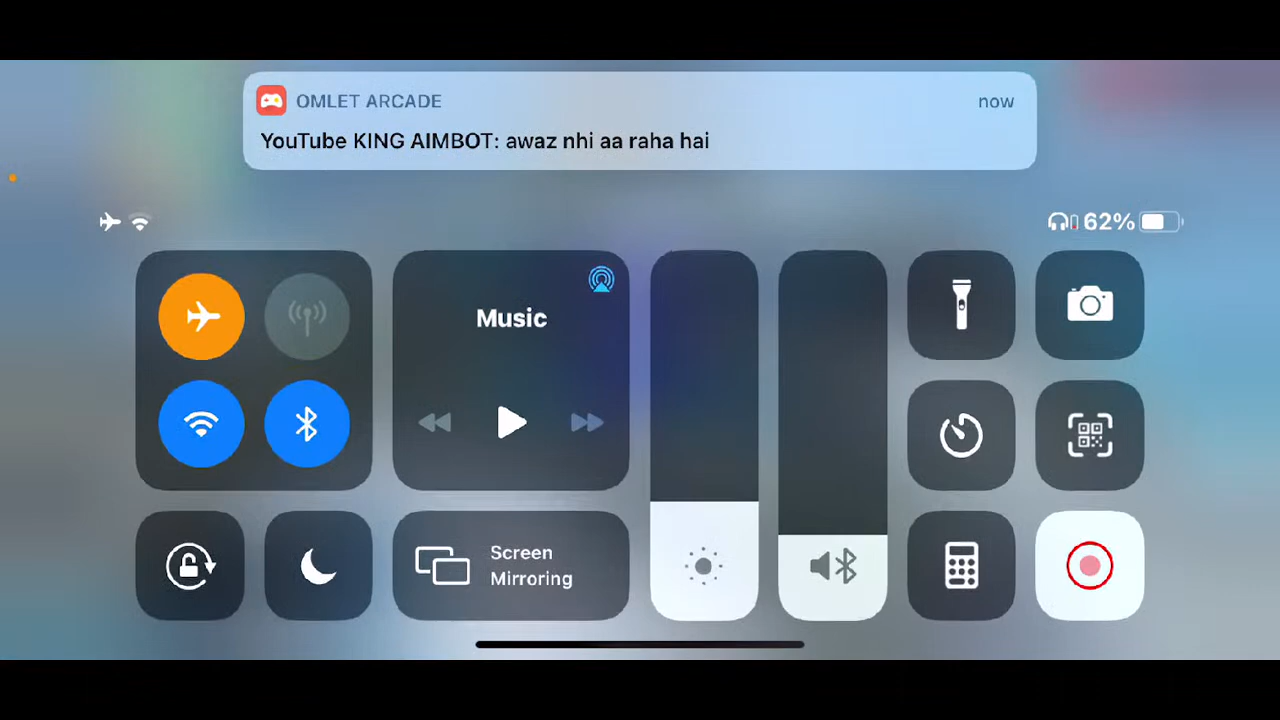 OMLET ARCADE
now
YouTube KING AIMBOT: awaz nhi aa raha hai
62%
Music
Screen
Mirroring